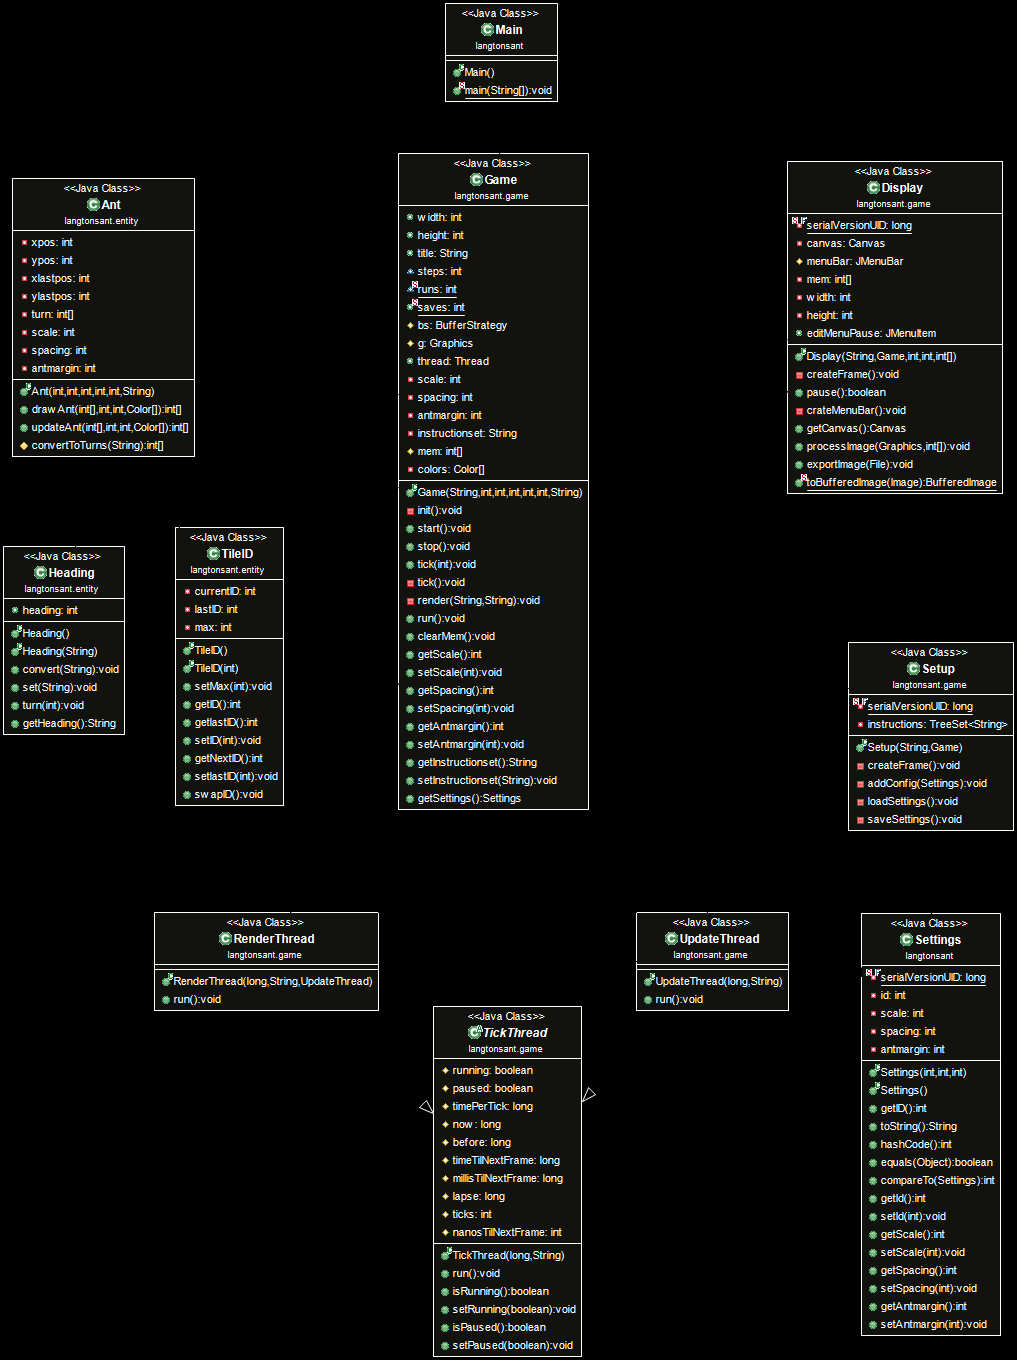 <<Java Class>>
Main
langtonsant
Main()
main(String[]):void
<<Java Class>>
Ant
langtonsant.entity
xpos: int
ypos: int
xlastpos: int
ylastpos: int
turn: int[]
scale: int
spacing: int
antmargin: int
Ant(int,int,int,int,int,String)
drawAnt(int[],int,int,Color[]):int[]
updateAnt(int[],int,int,Color[]):int[]
convertToTurns(String):int[]
<<Java Class>>
Game
langtonsant.game
width: int
height: int
title: String
steps: int
runs: int
saves: int
bs: BufferStrategy
g: Graphics
thread: Thread
scale: int
spacing: int
antmargin: int
instructionset: String
mem: int[]
colors: Color[]
Game(String,int,int,int,int,int,String)
init():void
start():void
stop():void
tick(int):void
tick():void
render(String,String):void
run():void
clearMem():void
getScale():int
setScale(int):void
getSpacing():int
setSpacing(int):void
getAntmargin():int
setAntmargin(int):void
getInstructionset():String
setInstructionset(String):void
getSettings():Settings
<<Java Class>>
Display
langtonsant.game
serialVersionUID: long
canvas: Canvas
menuBar: JMenuBar
mem: int[]
width: int
height: int
editMenuPause: JMenuItem
Display(String,Game,int,int,int[])
createFrame():void
pause():boolean
crateMenuBar():void
getCanvas():Canvas
processImage(Graphics,int[]):void
exportImage(File):void
toBufferedImage(Image):BufferedImage
<<Java Class>>
Heading
langtonsant.entity
heading: int
Heading()
Heading(String)
convert(String):void
set(String):void
turn(int):void
getHeading():String
<<Java Class>>
TileID
langtonsant.entity
currentID: int
lastID: int
max: int
TileID()
TileID(int)
setMax(int):void
getID():int
getlastID():int
setID(int):void
getNextID():int
setlastID(int):void
swapID():void
<<Java Class>>
Setup
langtonsant.game
serialVersionUID: long
instructions: TreeSet<String>
Setup(String,Game)
createFrame():void
addConfig(Settings):void
loadSettings():void
saveSettings():void
<<Java Class>>
RenderThread
langtonsant.game
RenderThread(long,String,UpdateThread)
run():void
<<Java Class>>
UpdateThread
langtonsant.game
UpdateThread(long,String)
run():void
<<Java Class>>
TickThread
langtonsant.game
running: boolean
paused: boolean
timePerTick: long
now: long
before: long
timeTilNextFrame: long
millisTilNextFrame: long
lapse: long
ticks: int
nanosTilNextFrame: int
TickThread(long,String)
run():void
isRunning():boolean
setRunning(boolean):void
isPaused():boolean
setPaused(boolean):void
<<Java Class>>
Settings
langtonsant
serialVersionUID: long
id: int
scale: int
spacing: int
antmargin: int
Settings(int,int,int)
Settings()
getID():int
toString():String
hashCode():int
equals(Object):boolean
compareTo(Settings):int
getId():int
setId(int):void
getScale():int
setScale(int):void
getSpacing():int
setSpacing(int):void
getAntmargin():int
setAntmargin(int):void